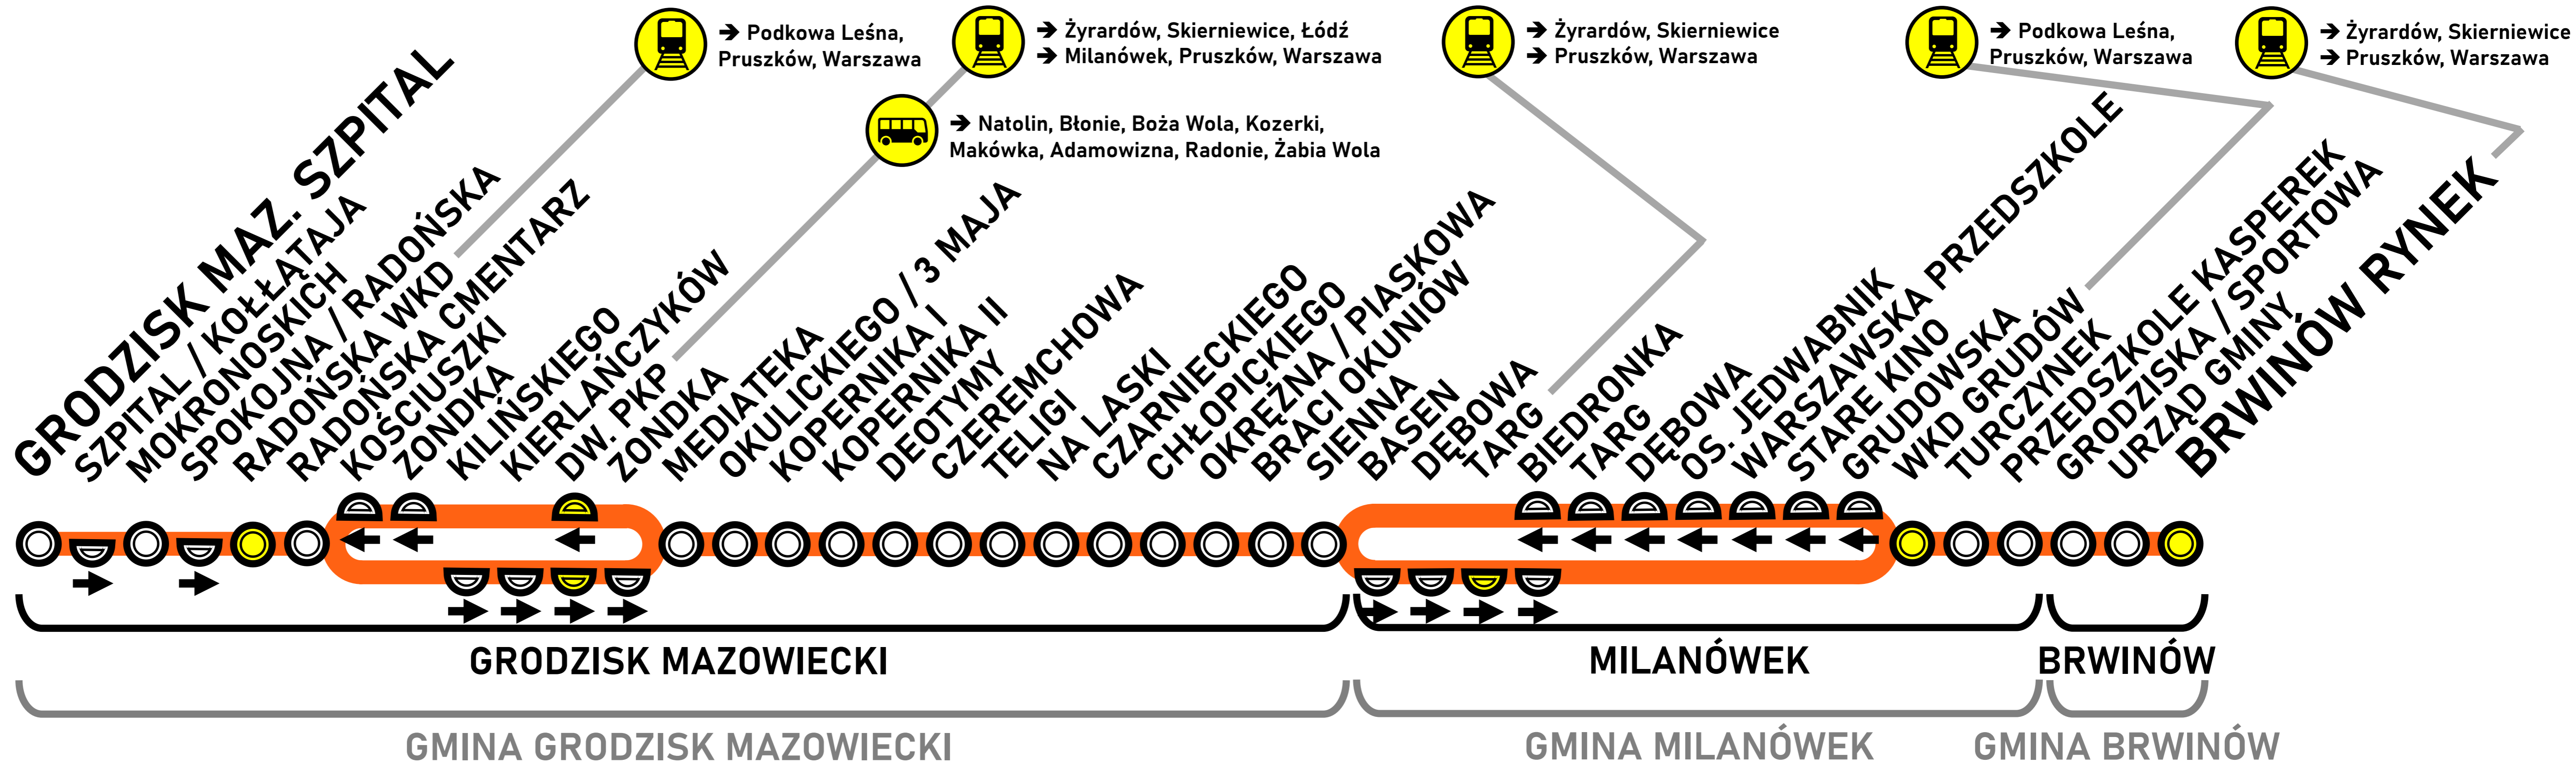 ➔ Podkowa Leśna,
Pruszków, Warszawa
➔ Żyrardów, Skierniewice, Łódź
➔ Milanówek, Pruszków, Warszawa
➔ Natolin, Błonie, Boża Wola, Kozerki,
Makówka, Adamowizna, Radonie, Żabia Wola
➔ Żyrardów, Skierniewice
➔ Pruszków, Warszawa
➔ Podkowa Leśna,
Pruszków, Warszawa
➔ Żyrardów, Skierniewice
➔ Pruszków, Warszawa
GRODZISK MAZ. SZPITAL
SZPITAL / KOŁŁĄTAJA
MOKRONOSKICH
SPOKOJNA / RADOŃSKA
RADOŃSKA WKD
RADOŃSKA CMENTARZ
KOŚCIUSZKI
ZONDKA
KILIŃSKIEGO
KIERLAŃCZYKÓW
DW. PKP
ZONDKA
MEDIATEKA
OKULICKIEGO / 3 MAJA
KOPERNIKA I
KOPERNIKA II
DEOTYMY
CZEREMCHOWA
TELIGI
NA LASKI
CZARNIECKIEGO
CHŁOPICKIEGO
OKRĘŻNA / PIASKOWA
BRACI OKUNIÓW
SIENNA
BASEN
DĘBOWA
TARG
BIEDRONKA
TARG
DĘBOWA
OS. JEDWABNIK
WARSZAWSKA PRZEDSZKOLE
STARE KINO
GRUDOWSKA
WKD GRUDÓW
TURCZYNEK
PRZEDSZKOLE KASPEREK
GRODZISKA / SPORTOWA
URZĄD GMINY
BRWINÓW RYNEK
GRODZISK MAZOWIECKI
MILANÓWEK
BRWINÓW
GMINA GRODZISK MAZOWIECKI
GMINA MILANÓWEK
GMINA BRWINÓW